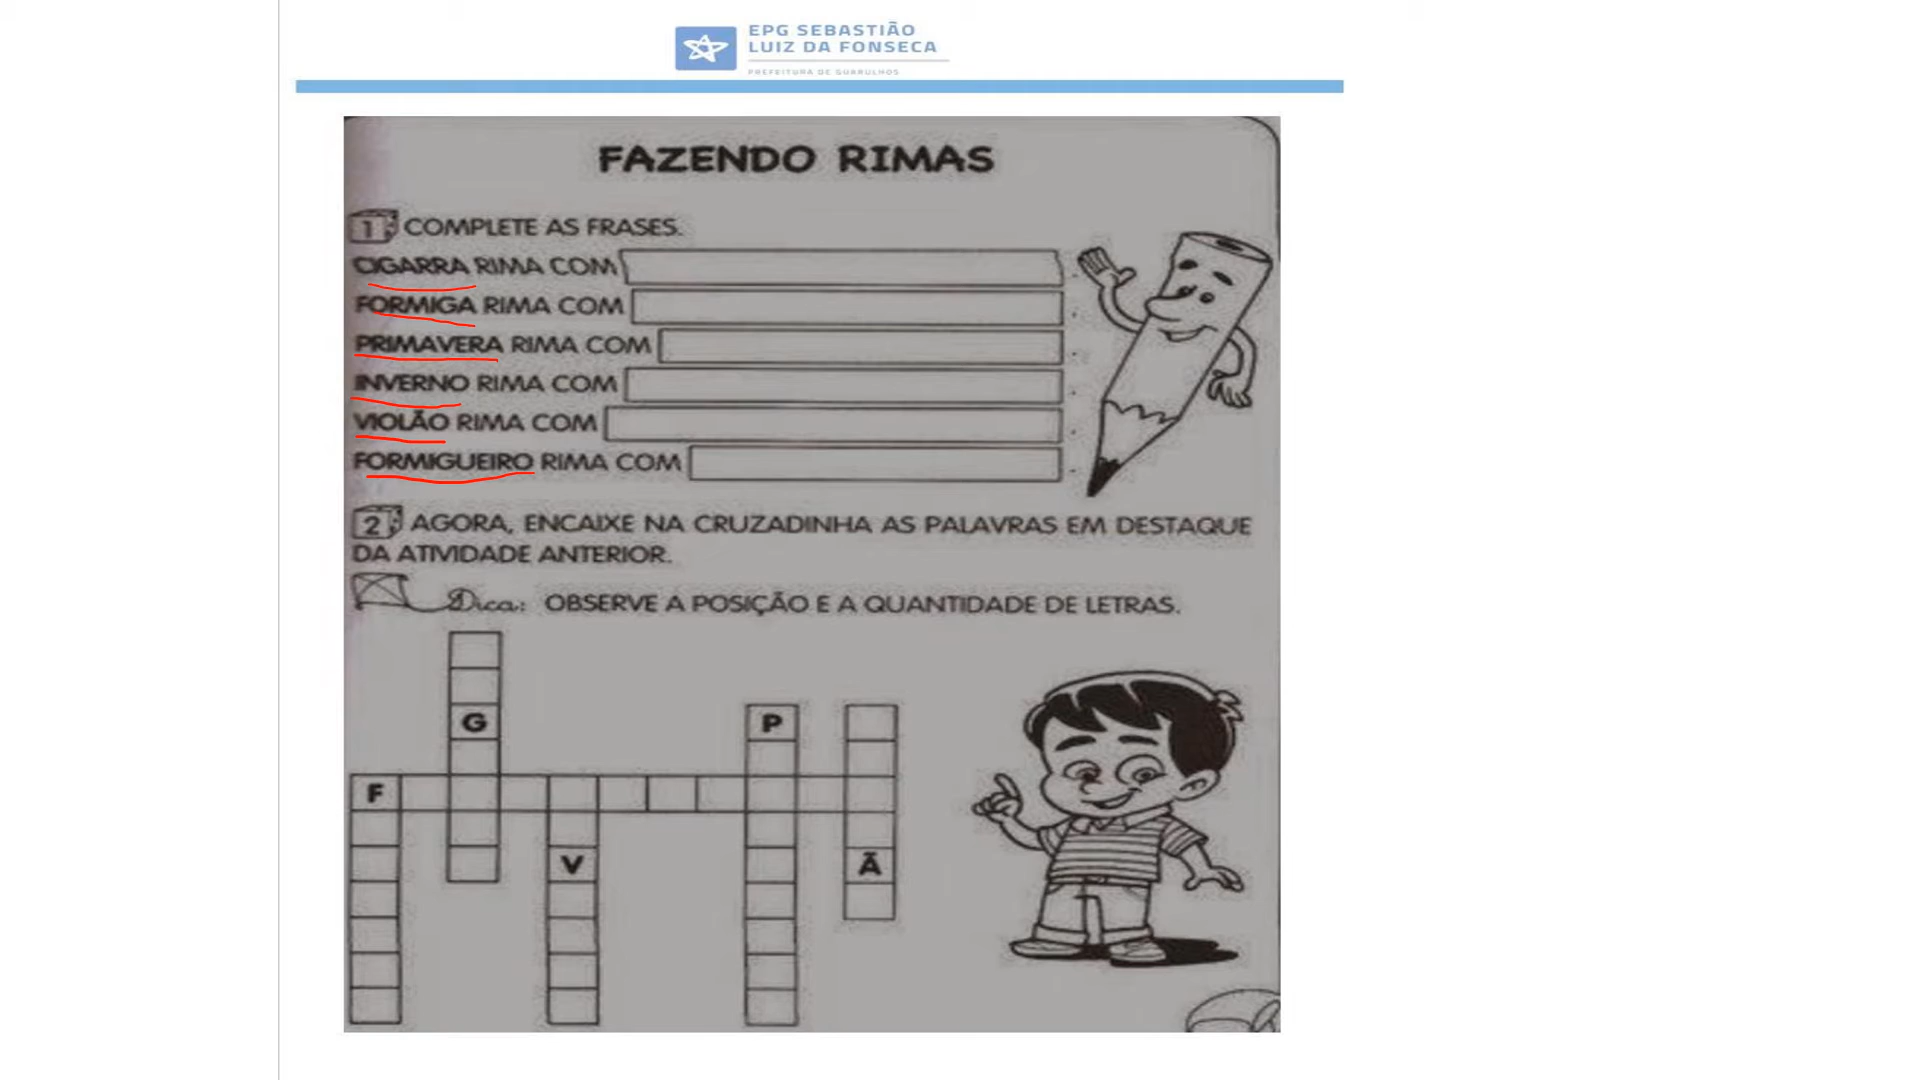 EPG SEBASTIÃO
LUIZ DA FONSECA
PREFEITURA DE GUARULHOS
FAZENDO RIMAS
1 COMPLETE AS FRASES.
CIGARRA RIMA COM .
FORMIGA RIMA COM .
PRIMAVERA RIMA COM .
INVERNO RIMA COM .
VIOLÃO RIMA COM .
FORMIGUEIRO RIMA COM .
2 AGORA, ENCAIXE NA CRUZADINHA AS PALAVRAS EM DESTAQUE
DA ATIVIDADE ANTERIOR.
Dica: OBSERVE A POSIÇÃO E A QUANTIDADE DE LETRAS.
G P
F
V Ã